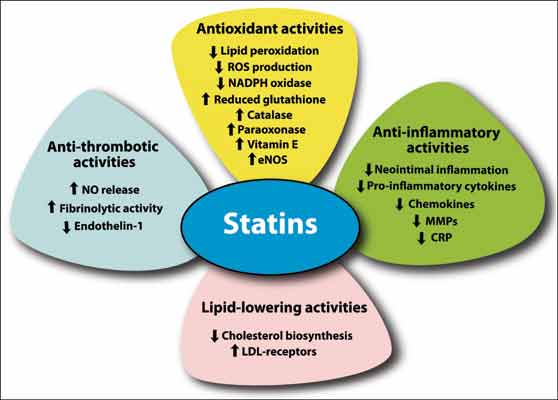 Antioxidant activities
↓ Lipid peroxidation
↓ ROS production
↓ NADPH oxidase
↑ Reduced glutathione
↑ Catalase
↑ Paraoxonase
↑ Vitamin E
↑ eNOS
Anti-thrombotic
activities
↑ NO release
↑ Fibrinolytic activity
↓ Endothelin-1
Anti-inflammatory
activities
↓ Neointimal inflammation
↓ Pro-inflammatory cytokines
↓ Chemokines
↓ MMPs
↓ CRP
Statins
Lipid-lowering activities
↓ Cholesterol biosynthesis
↑ LDL-receptors